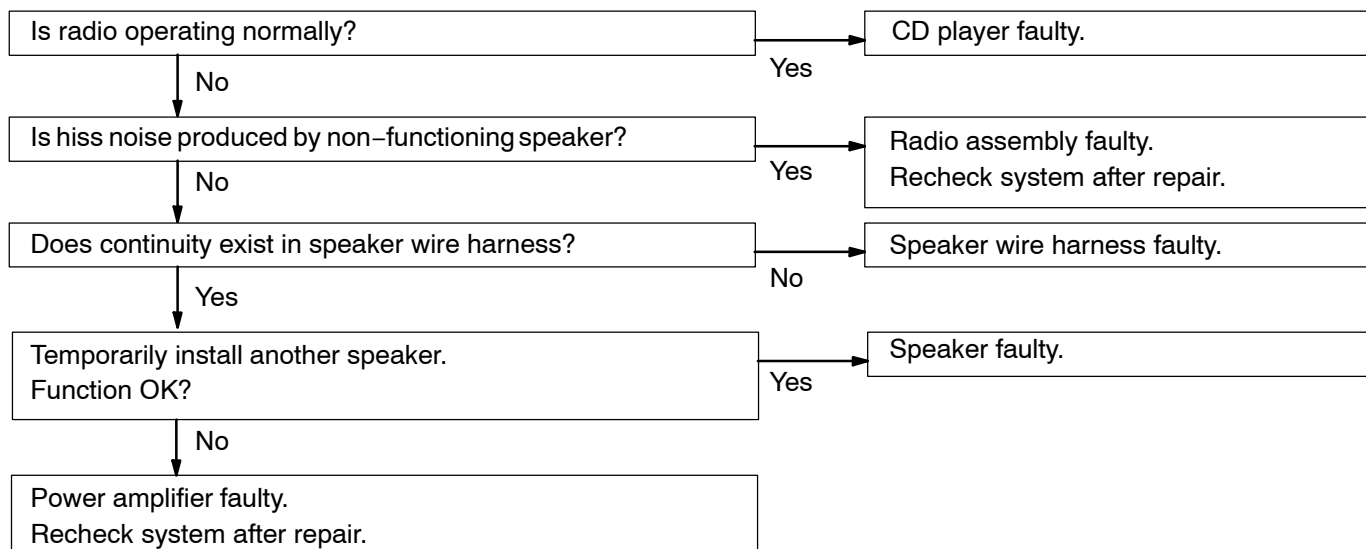 Is radio operating normally?
CD player faulty.
Yes
No
Is hiss noise produced by non−functioning speaker?
Radio assembly faulty.
Recheck system after repair.
Yes
No
Does continuity exist in speaker wire harness?
Speaker wire harness faulty.
No
Yes
Temporarily install another speaker.
Function OK?
Speaker faulty.
Yes
No
Power amplifier faulty.
Recheck system after repair.